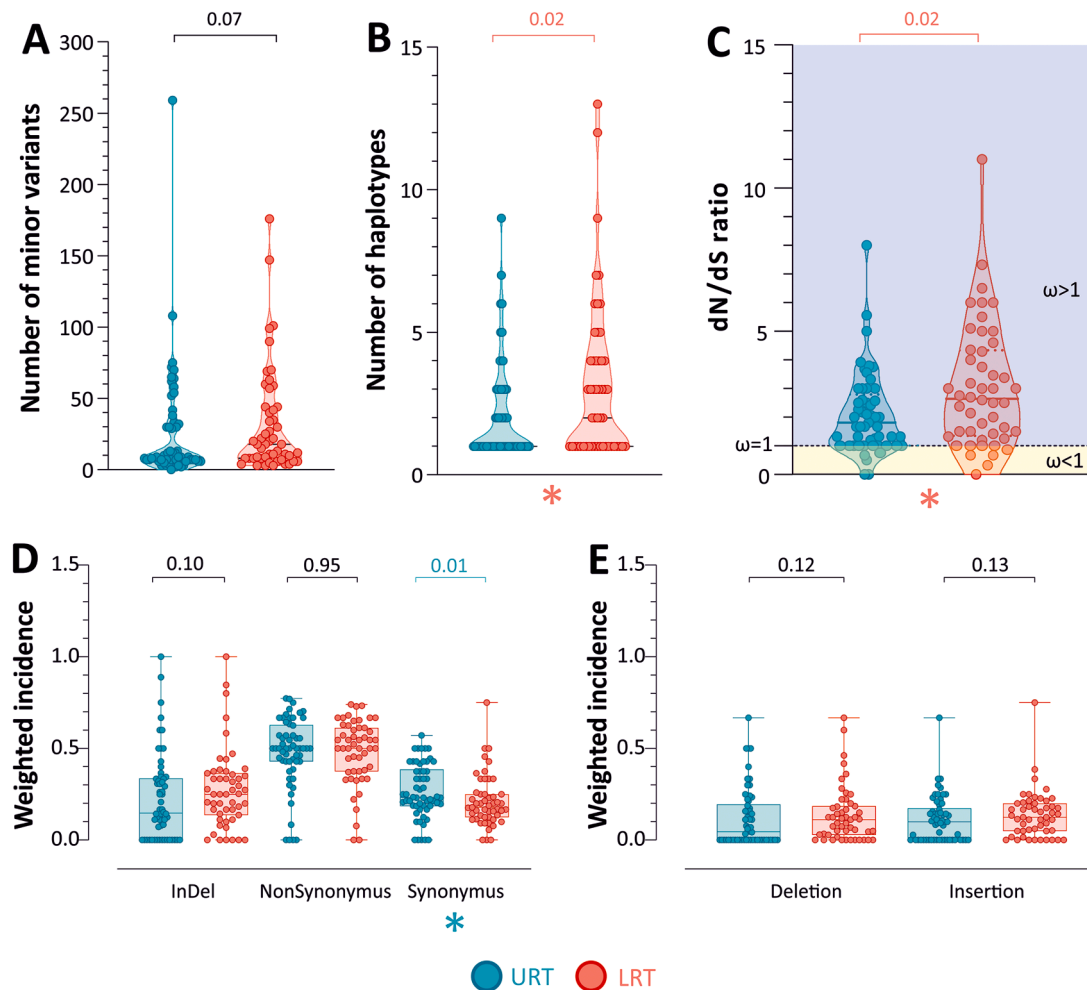 A
0.07
Number of minor variants
300
250
200
150
100
50
0
B
0.02
Number of haplotypes
15
10
5
0
*
C
0.02
dN/dS ratio
15
10
5
0
ω>1
ω=1
ω<1
*
D
Weighted incidence
1.5
1.0
0.5
0.0
0.10
0.95
0.01
InDel
NonSynonymus
Synonymus
*
E
Weighted incidence
1.5
1.0
0.5
0.0
0.12
0.13
Deletion
Insertion
URT
LRT